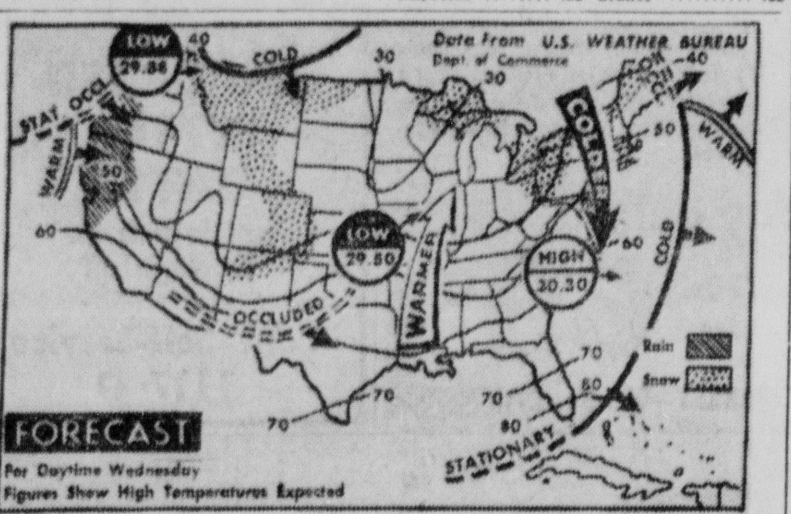 LOW
29.88
40
COLD
30
Data From U.S. WEATHER BUREAU
Dept. of Commerce
30
40
STAT OCCL
WARM
50
COLDER
50
WARM
60
LOW
29.50
WARMER
HIGH
30.30
60
COLD
OCCLUDED
Rain
Snow
70
70
70
70
80
80
STATIONARY
FORECAST
For Daytime Wednesday
Figures Show High Temperatures Expected